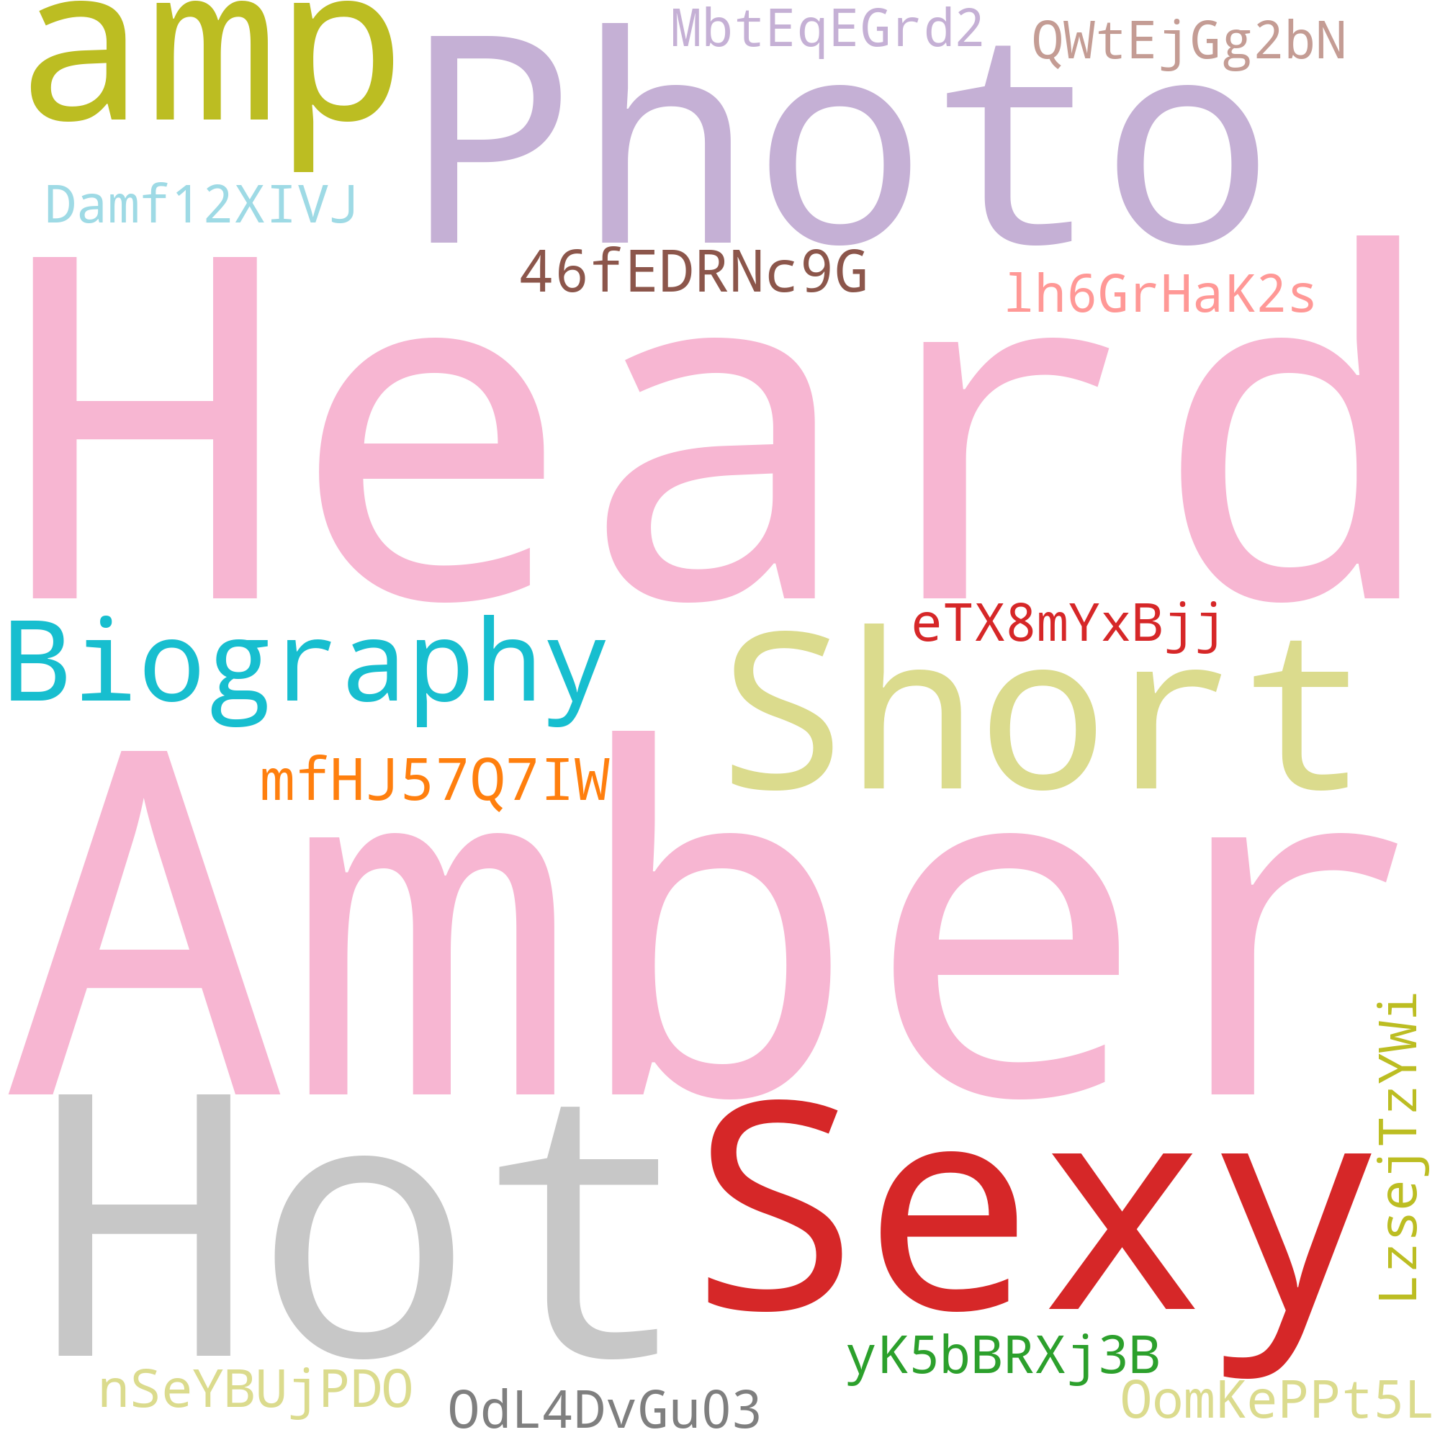 amp
MbtEqEGrd2
QWtEjGg2bN
Photo
Damf12XIVJ
46fEDRNc9G
lh6GrHaK2s
Heard
Biography
eTX8mYxBjj
Short
mfHJ57Q7IW
Amber
LzsejTzYWi
Hot
Sexy
yK5bBRXj3B
nSeYBUjPDO
OdL4DvGuO3
OomKePPt5L